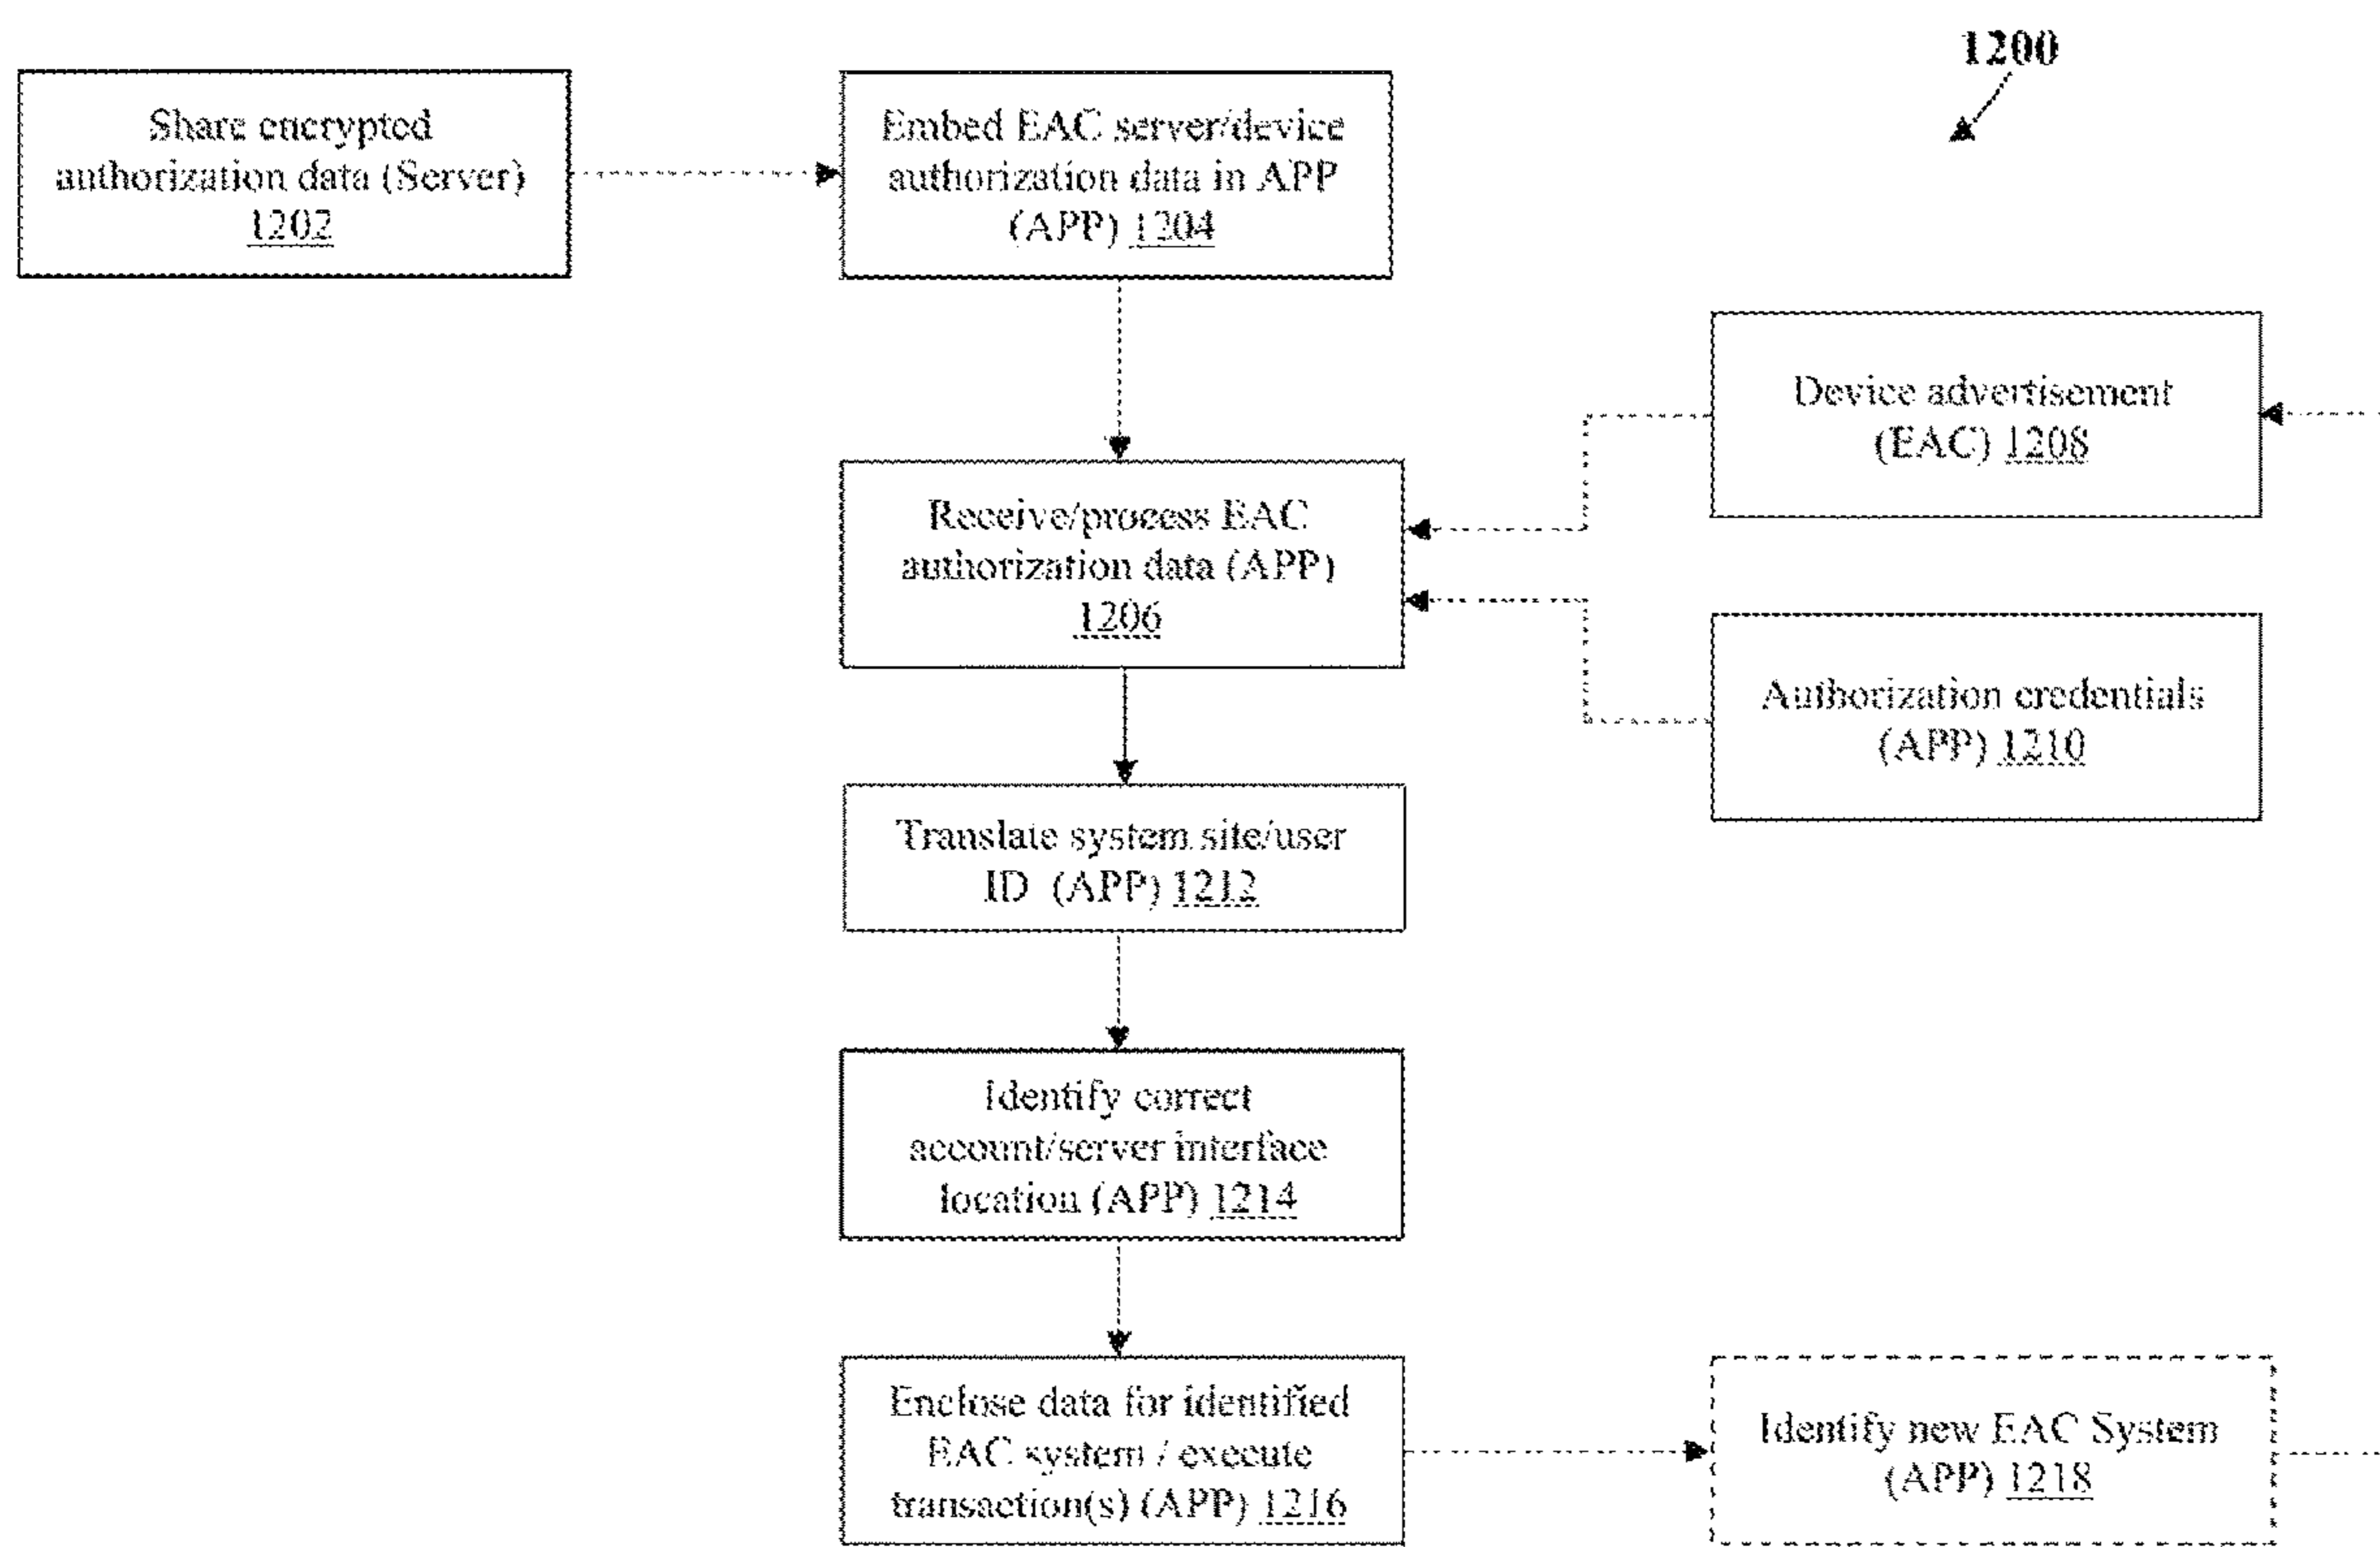 1200
Share encrypted
authorization data (Server)
1202
Embed EAC server/device
authorization data in APP
(APP) 1204
Device advertisement
(EAC) 1208
Receive/process EAC
authorization data (APP)
1206
Authorization credentials
(APP) 1210
Translate system site/user
ID (APP) 1212
Identify correct
account/server interface
location (APP) 1214
Enclose data for identified
EAC system / execute
transaction(s) (APP) 1216
Identify new EAC System
(APP) 1218